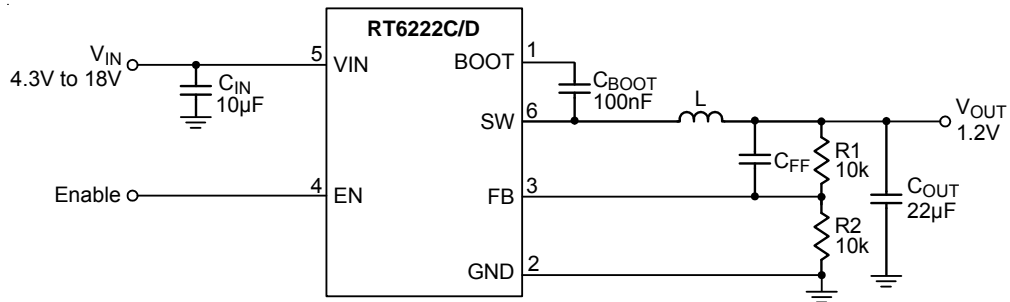 RT6222C/D
VIN
4.3V to 18V
CIN
10µF
5
VIN
BOOT
1
CBOOT
100nF
SW
6
L
VOUT
1.2V
CFF
R1
10k
Enable
4
EN
FB
3
COUT
22µF
R2
10k
GND
2